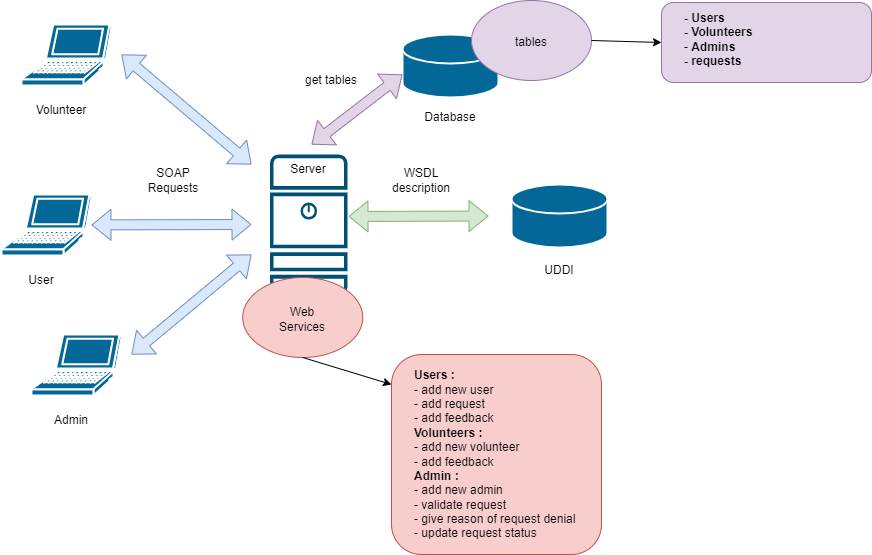 Volunteer
User
Admin
SOAP
Requests
get tables
Server
WSDL
description
Database
tables
- Users
- Volunteers
- Admins
- requests
UDDI
Web
Services
Users :
- add new user
- add request
- add feedback
Volunteers :
- add new volunteer
- add feedback
Admin :
- add new admin
- validate request
- give reason of request denial
- update request status